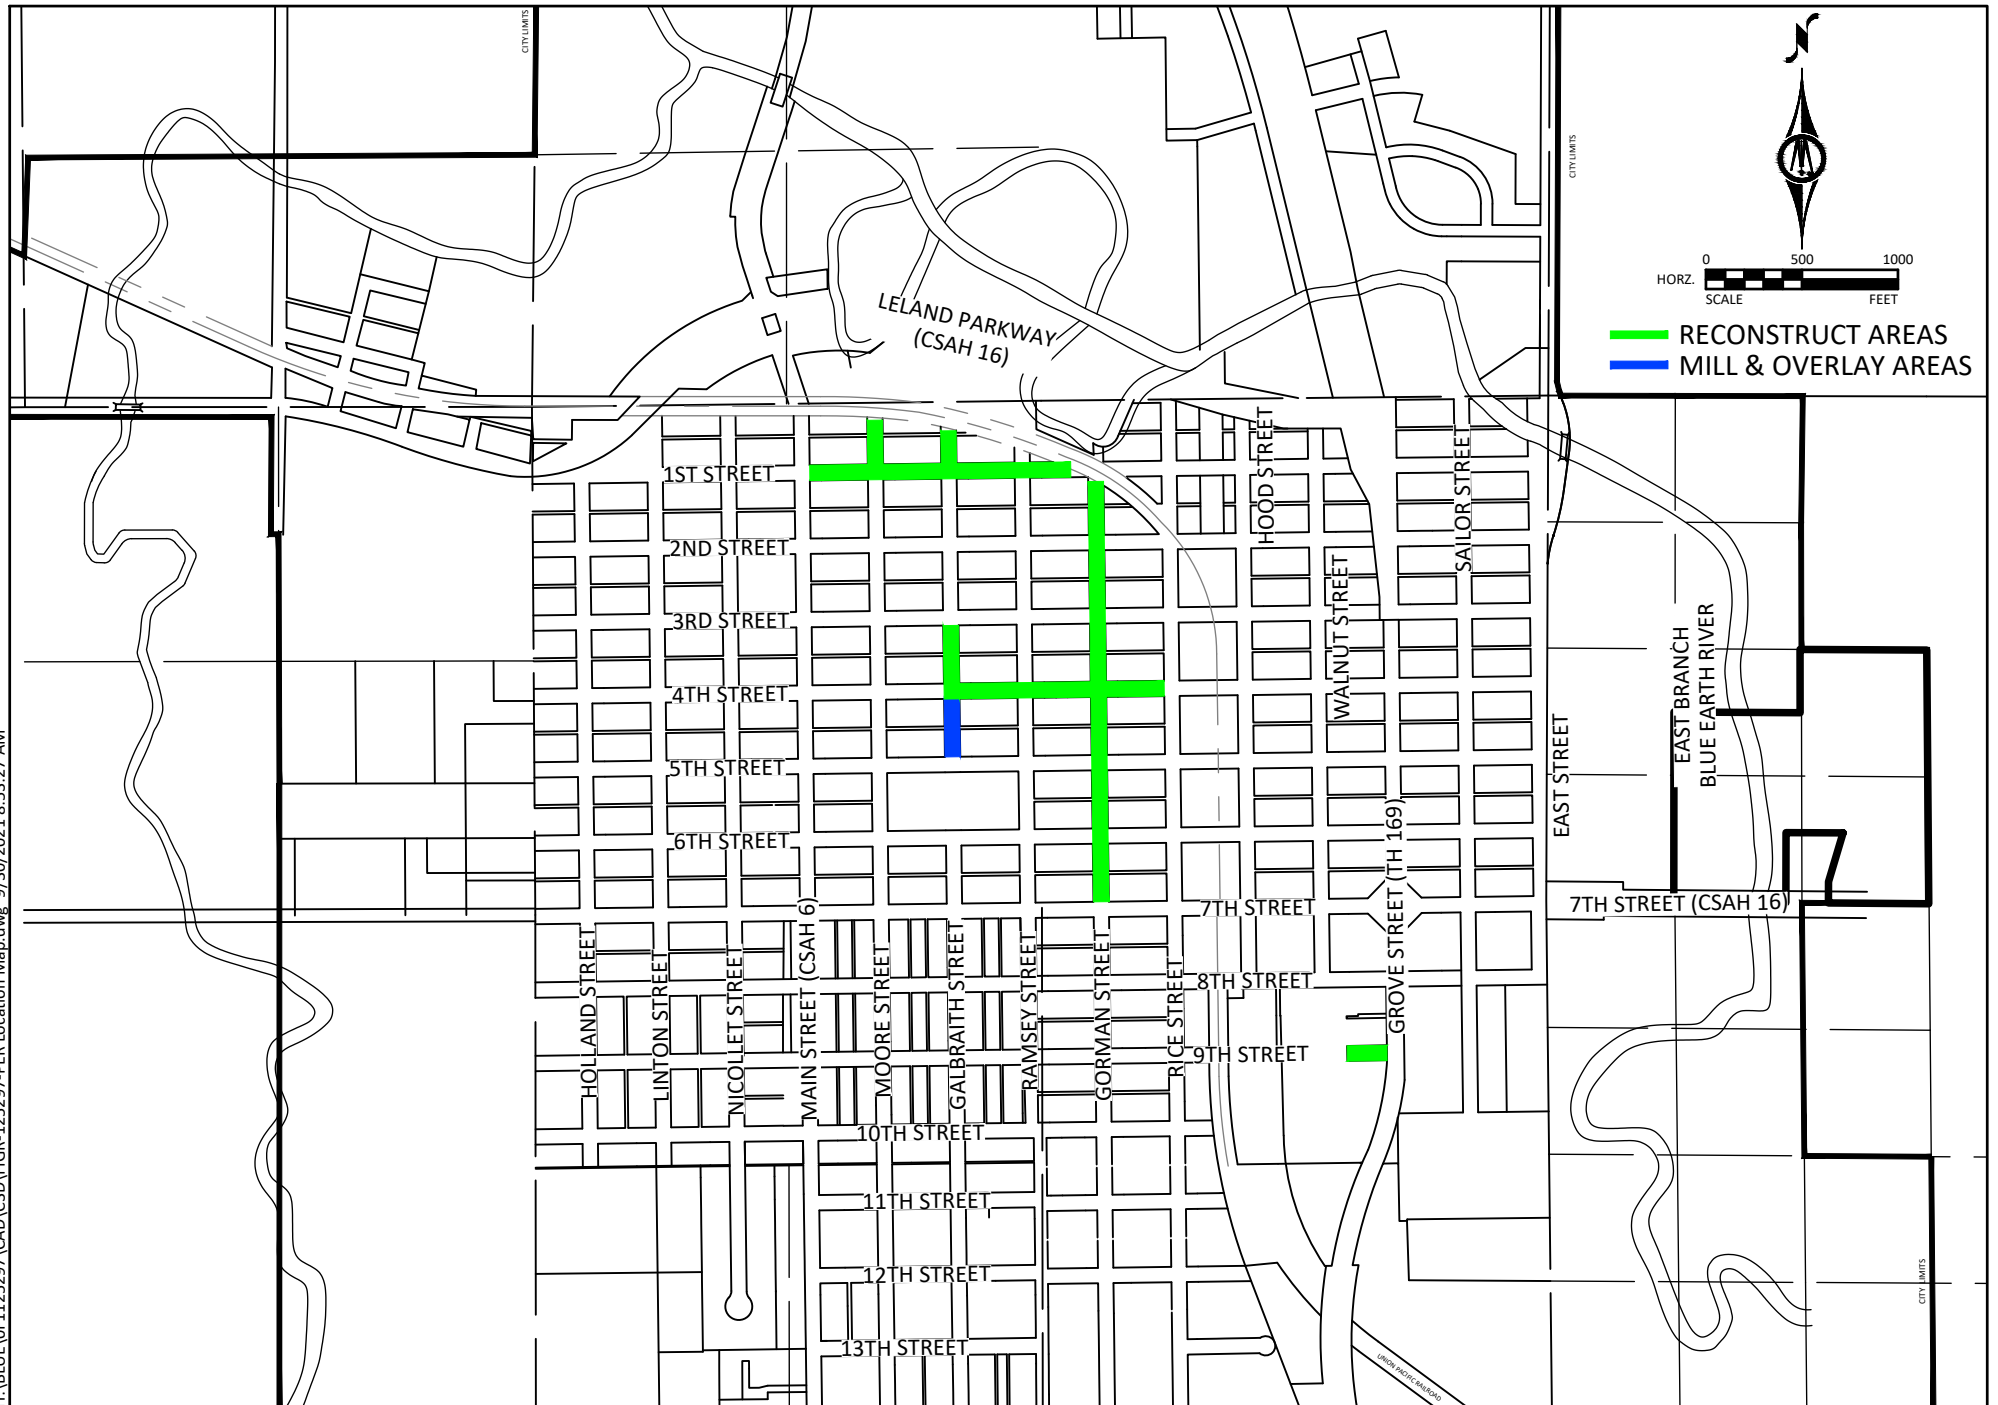 CITY LIMITS
N
CITY LIMITS
0 500 1000
HORZ.
SCALE FEET
LELAND PARKWAY
(CSAH 16)
RECONSTRUCT AREAS
MILL & OVERLAY AREAS
1ST STREET
HOOD STREET
SAILOR STREET
2ND STREET
3RD STREET
WALNUT STREET
4TH STREET
EAST BRANCH
BLUE EARTH RIVER
5TH STREET
EAST STREET
6TH STREET
GROVE STREET (TH 169)
7TH STREET
7TH STREET (CSAH 16)
HOLLAND STREET
LINTON STREET
NICOLLET STREET
MAIN STREET (CSAH 6)
MOORE STREET
GALBRAITH STREET
RAMSEY STREET
GORMAN STREET
RICE STREET
8TH STREET
9TH STREET
10TH STREET
11TH STREET
12TH STREET
13TH STREET
CITY LIMITS
UNION PACIFIC RAILROAD